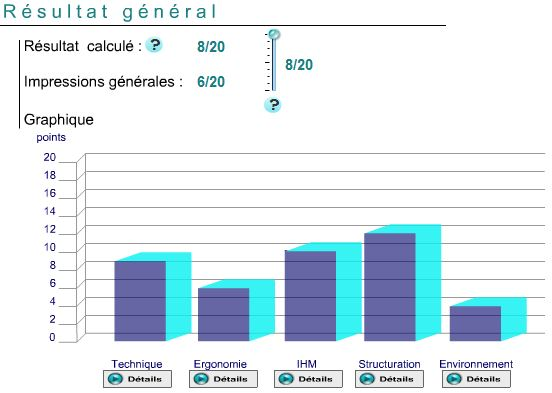 Résultat général
Résultat calculé : ? 8/20
8/20
Impressions générales : 6/20
?
Graphique
points
20
18
16
14
12
10
8
6
4
2
0
Technique Ergonomie IHM Structuration Environnement
Détails Détails Détails Détails Détails